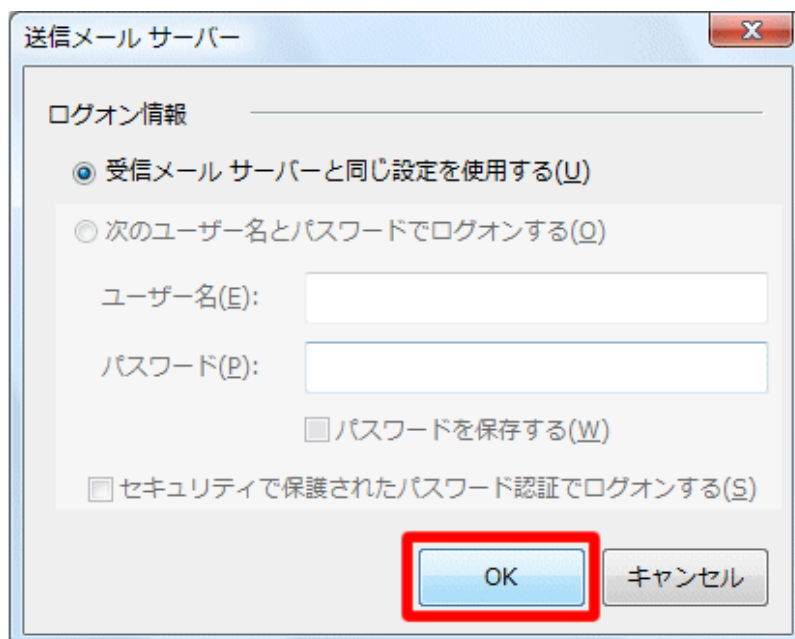 送信メール サーバー
ログオン情報
受信メール サーバーと同じ設定を使用する(U)
次のユーザー名とパスワードでログオンする(O)
ユーザー名(E):
パスワード(P):
パスワードを保存する(W)
セキュリティで保護されたパスワード認証でログオンする(S)
OK キャンセル